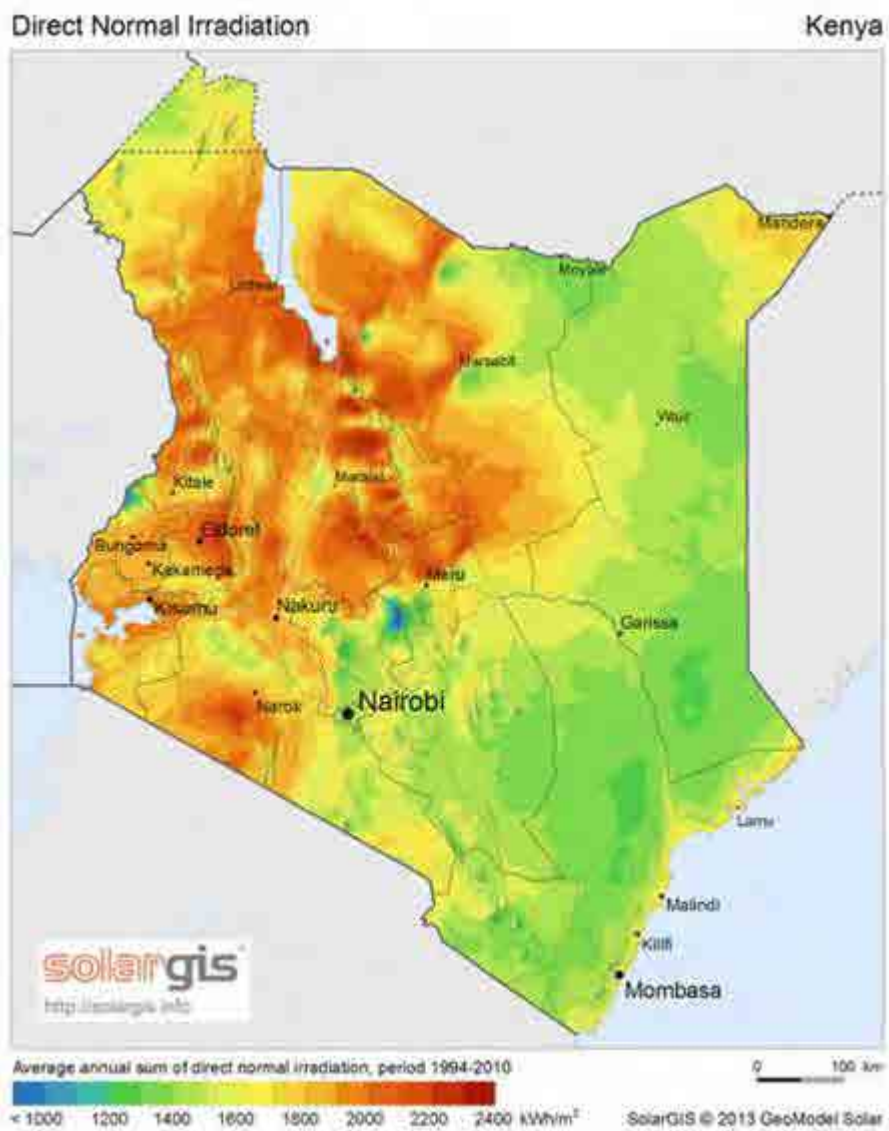 Direct Normal Irradiation
Kenya
Mandera
Moyale
Lodwar
Marsabit
Wajir
Kitale
Maralal
Eldoret
Bungoma
Kakamega
Meru
Kisumu
Nakuru
Garissa
Narok
Nairobi
Lamu
Malindi
Kilifi
Mombasa
solargis
http://solargis.info
Average annual sum of direct normal irradiation, period 1994-2010
0 100 km
< 1000 1200 1400 1600 1800 2000 2200 2400 kWh/m²
SolarGIS © 2013 GeoModel Solar